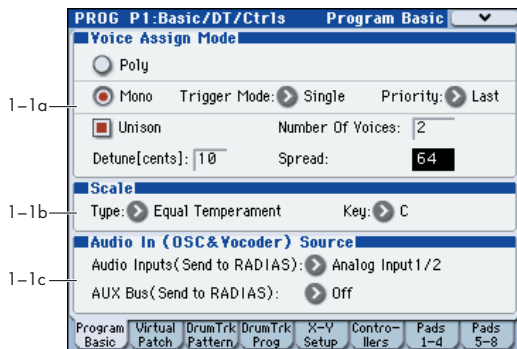 PROG P1:Basic/DT/Ctrls Program Basic
Voice Assign Mode
Poly
1-1a
Mono Trigger Mode: Single Priority: Last
Unison Number Of Voices: 2
Detune[cents]: 10 Spread: 64
Scale
1-1b
Type: Equal Temperament Key: C
Audio In (OSC&Vocoder) Source
1-1c
Audio Inputs(Send to RADIAS): Analog Input1/2
AUX Bus(Send to RADIAS): Off
Program Basic Virtual Patch DrumTrk Pattern DrumTrk Prog X-Y Setup Contro- llers Pads 1-4 Pads 5-8